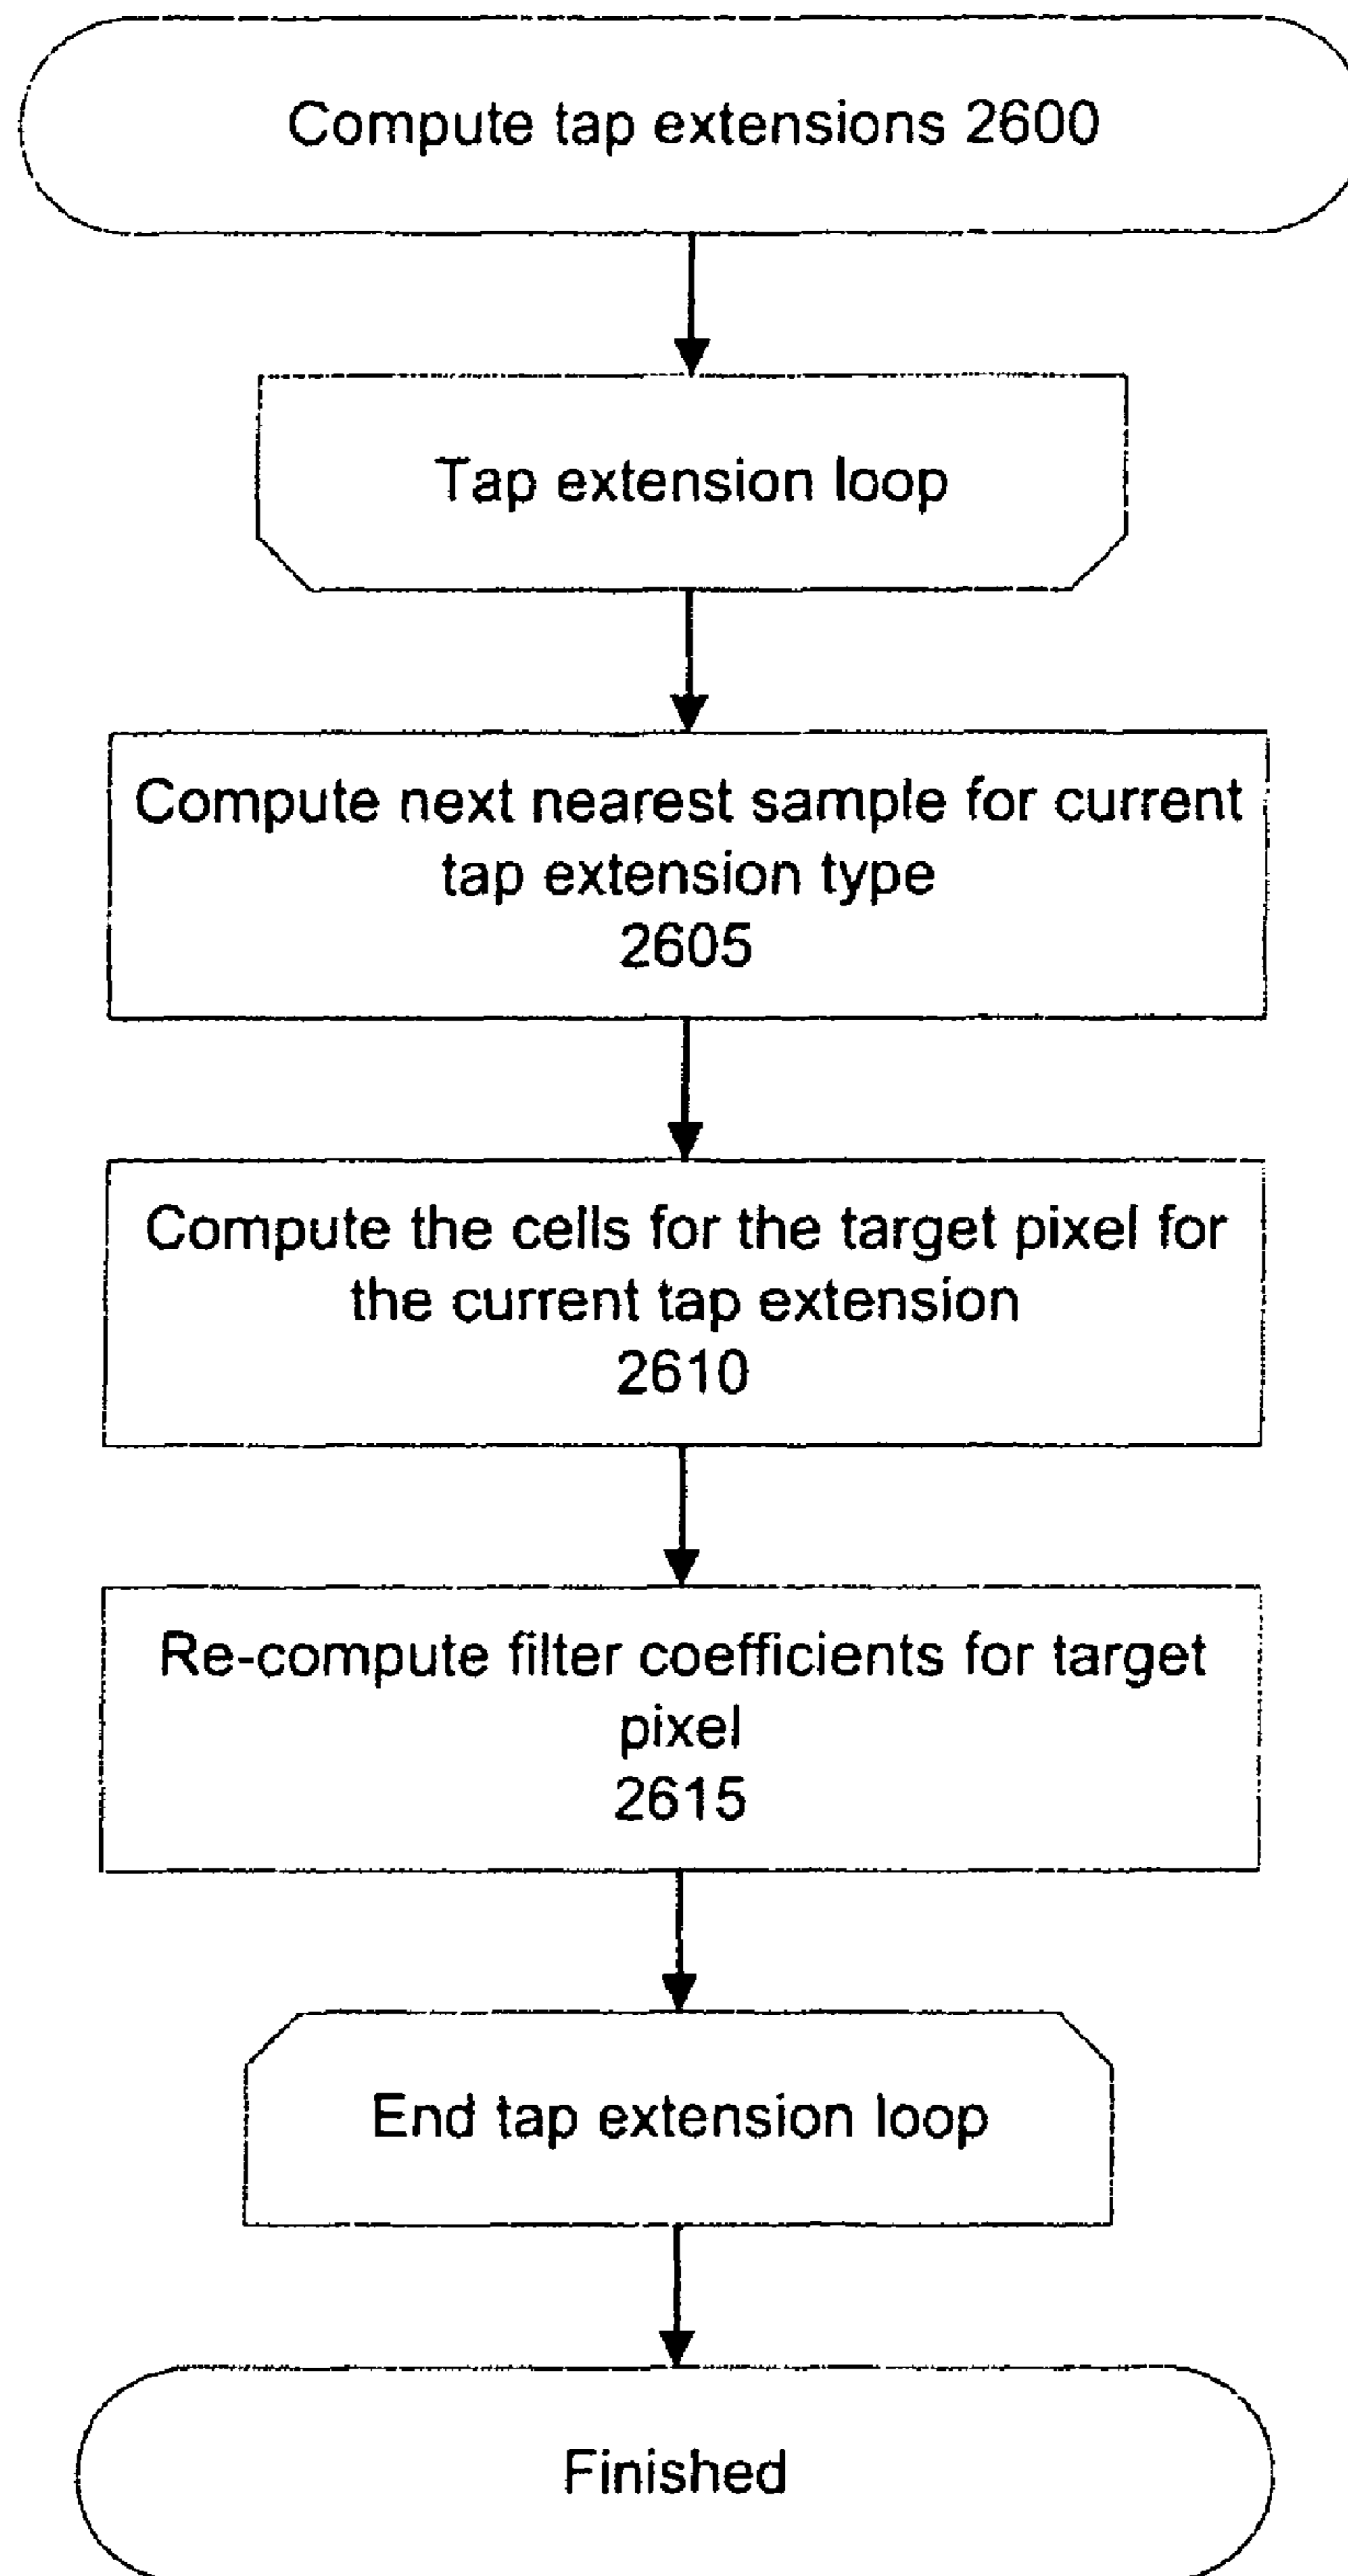 Compute tap extensions 2600
Tap extension loop
Compute next nearest sample for current
tap extension type
2605
Compute the cells for the target pixel for
the current tap extension
2610
Re-compute filter coefficients for target
pixel
2615
End tap extension loop
Finished